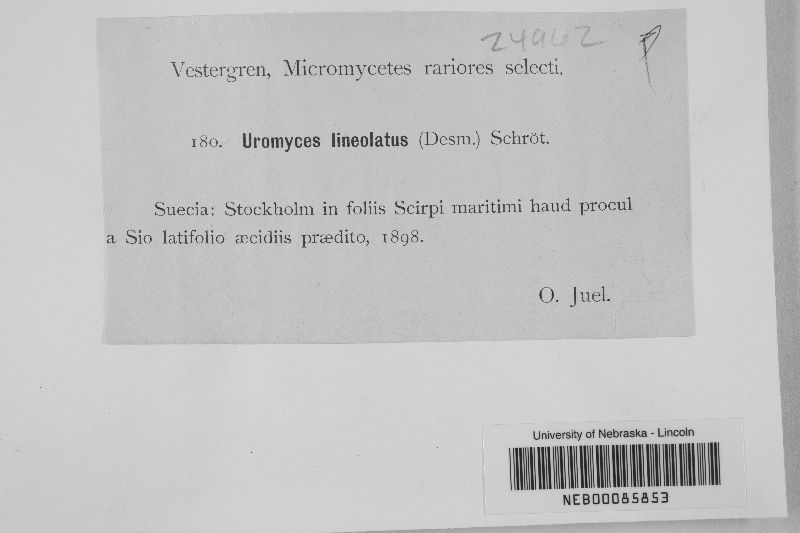 24962
Vestergren, Micromycetes rariores selecti.
180. Uromyces lineolatus (Desm.) Schröt.
Suecia: Stockholm in foliis Scirpi maritimi haud procul
a Sio latifolio æcidiis prædito, 1898.
O. Juel.
University of Nebraska - Lincoln
NEB00085853